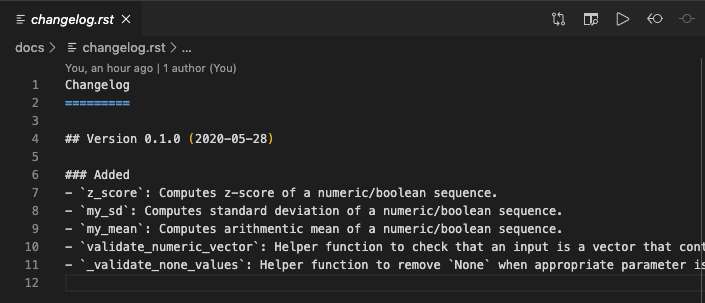 changelog.rst
docs > changelog.rst > ...
You, an hour ago | 1 author (You)
1 Changelog
2 =========
3
4 ## Version 0.1.0 (2020-05-28)
5
6 ### Added
7 - `z_score`: Computes z-score of a numeric/boolean sequence.
8 - `my_sd`: Computes standard deviation of a numeric/boolean sequence.
9 - `my_mean`: Computes arithmentic mean of a numeric/boolean sequence.
10 - `validate_numeric_vector`: Helper function to check that an input is a vector that cont
11 - `_validate_none_values`: Helper function to remove `None` when appropriate parameter is
12